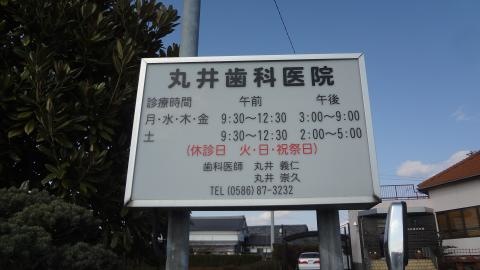 丸井歯科医院
診療時間 午前 午後
月・水・木・金 9:30～12:30 3:00～9:00
土 9:30～12:30 2:00～5:00
(休診日 火・日・祝祭日)
歯科医師 丸井 義仁
丸井 崇久
TEL (0586) 87-3232